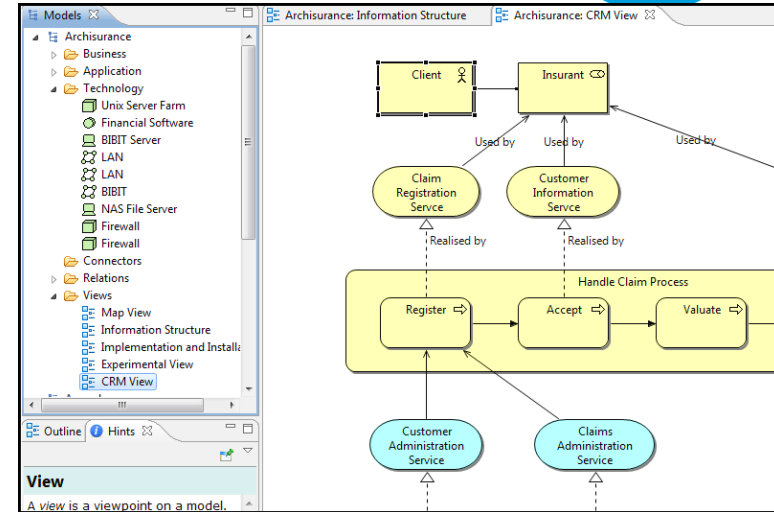 Models
Archisurance
Business
Application
Technology
Unix Server Farm
Financial Software
BIBIT Server
LAN
LAN
BIBIT
NAS File Server
Firewall
Firewall
Connectors
Relations
Views
Map View
Information Structure
Implementation and Installa
Experimental View
CRM View
Outline Hints
View
A view is a viewpoint on a model.
Archisurance: Information Structure
Archisurance: CRM View
Client
Insurant
Used by
Used by
Used by
Claim
Registration
Servce
Customer
Information
Servce
Realised by
Realised by
Handle Claim Process
Register
Accept
Valuate
Customer
Administration
Service
Claims
Administration
Service